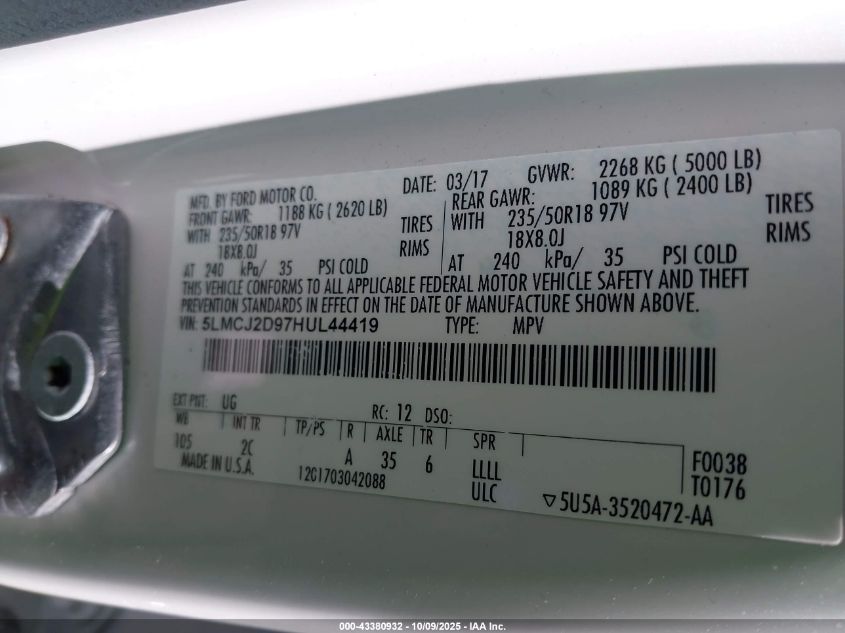 MFD. BY FORD MOTOR CO. DATE: 03/17 GVWR: 2268 KG ( 5000 LB)
FRONT GAWR: 1188 KG ( 2620 LB) REAR GAWR: 1089 KG ( 2400 LB)
WITH 235/50R18 97V TIRES WITH 235/50R18 97V TIRES
18X8.0J RIMS 18X8.0J RIMS
AT 240 kPa/ 35 PSI COLD AT 240 kPa/ 35 PSI COLD
THIS VEHICLE CONFORMS TO ALL APPLICABLE FEDERAL MOTOR VEHICLE SAFETY AND THEFT
PREVENTION STANDARDS IN EFFECT ON THE DATE OF MANUFACTURE SHOWN ABOVE.
VIN: 5LMCJ2D97HUL44419 TYPE: MPV
EXT PNT: UG RC: 12 DSO:
WB INT TR TP/PS R AXLE TR SPR
105 2C A 35 6 LLLL F0038
MADE IN U.S.A. 12G1703042088 ULC T0176
5U5A-3520472-AA
000-43380932 - 10/09/2025 - IAA Inc.